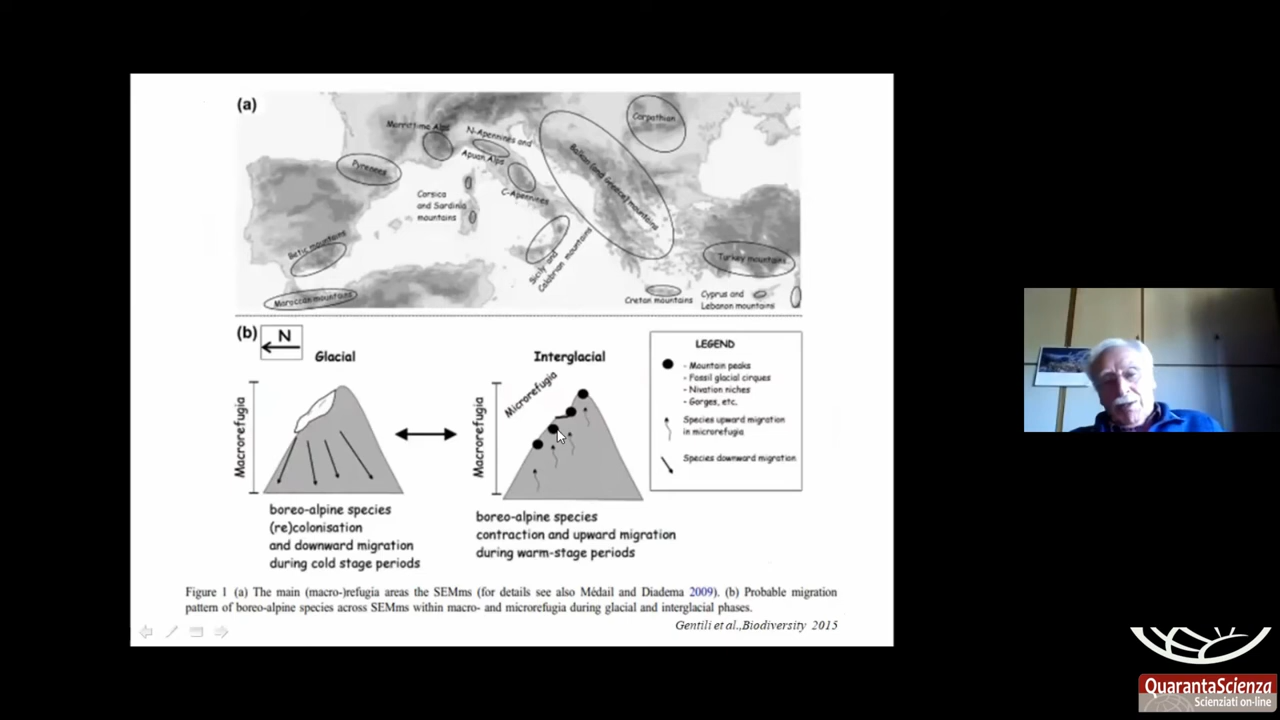 (a)
Marrittime Alps
N-Apennines and
Apuan Alps
Carpathian
Pyrenees
Corsica
and Sardinia
mountains
C-Apennines
Balkan (and Greece) mountains
Betic mountains
Sicily and
Calabrian mountains
Turkey mountains
Moroccan mountains
Cretan mountains
Cyprus and
Lebanon mountains
(b)
N
Glacial
Interglacial
Macrorefugia
Macrorefugia
Microrefugia
LEGEND
- Mountain peaks
- Fossil glacial cirques
- Nivation niches
- Gorges, etc.
Species upward migration
in microrefugia
Species downward migration
boreo-alpine species
(re)colonisation
and downward migration
during cold stage periods
boreo-alpine species
contraction and upward migration
during warm-stage periods
Figure 1 (a) The main (macro-)refugia areas the SEMms (for details see also Médail and Diadema 2009). (b) Probable migration
pattern of boreo-alpine species across SEMms within macro- and microrefugia during glacial and interglacial phases.
Gentili et al.,Biodiversity 2015
QuarantaScienza
Scienziati on-line